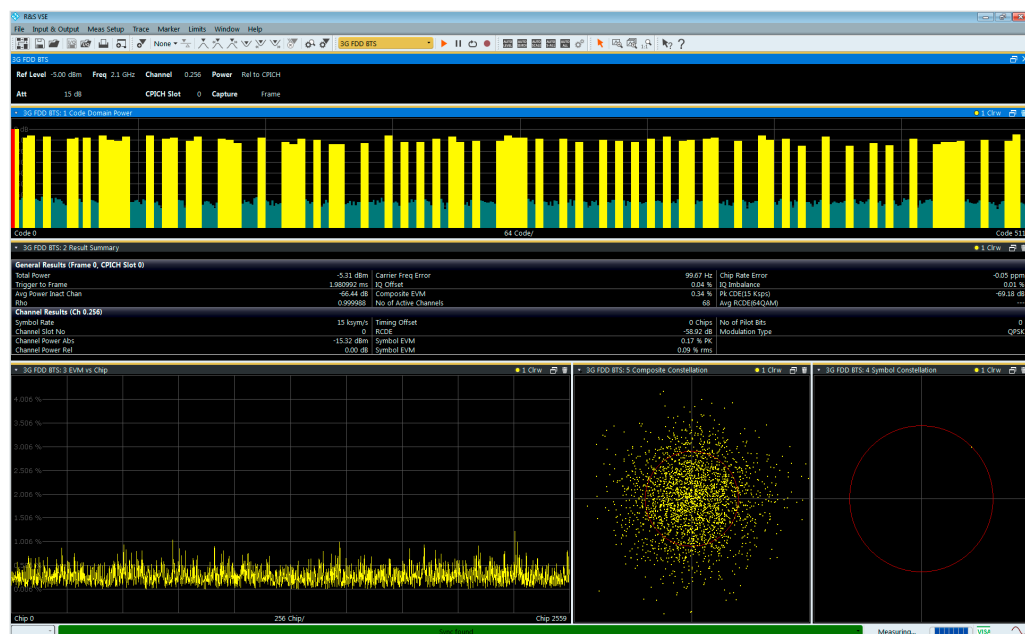 R&S VSE
File Input & Output Meas Setup Trace Marker Limits Window Help
None
3G FDD BTS
3G FDD BTS
Ref Level -5.00 dBm Freq 2.1 GHz Channel 0.256 Power Rel to CPICH
Att 15 dB CPICH Slot 0 Capture Frame
3G FDD BTS: 1 Code Domain Power 1 Clrw
Code 0 64 Code/ Code 511
3G FDD BTS: 2 Result Summary 1 Clrw
General Results (Frame 0, CPICH Slot 0)
Total Power -5.31 dBm Carrier Freq Error 99.67 Hz Chip Rate Error -0.05 ppm
Trigger to Frame 1.980992 ms IQ Offset 0.04 % IQ Imbalance 0.01 %
Avg Power Inact Chan -66.44 dB Composite EVM 0.34 % Pk CDE(15 Ksps) -69.18 dB
Rho 0.999988 No of Active Channels 68 Avg RCDE(64QAM) ---
Channel Results (Ch 0.256)
Symbol Rate 15 ksym/s Timing Offset 0 Chips No of Pilot Bits 0
Channel Slot No 0 RCDE -58.92 dB Modulation Type QPSK
Channel Power Abs -15.32 dBm Symbol EVM 0.17 % PK
Channel Power Rel 0.00 dB Symbol EVM 0.09 % rms
3G FDD BTS: 3 EVM vs Chip 1 Clrw
4.006 %
3.506 %
3.006 %
2.506 %
2.006 %
1.506 %
1.006 %
Chip 0 256 Chip/ Chip 2559
3G FDD BTS: 5 Composite Constellation 1 Clrw
3G FDD BTS: 4 Symbol Constellation 1 Clrw
Sync Found
Measuring...
VISA